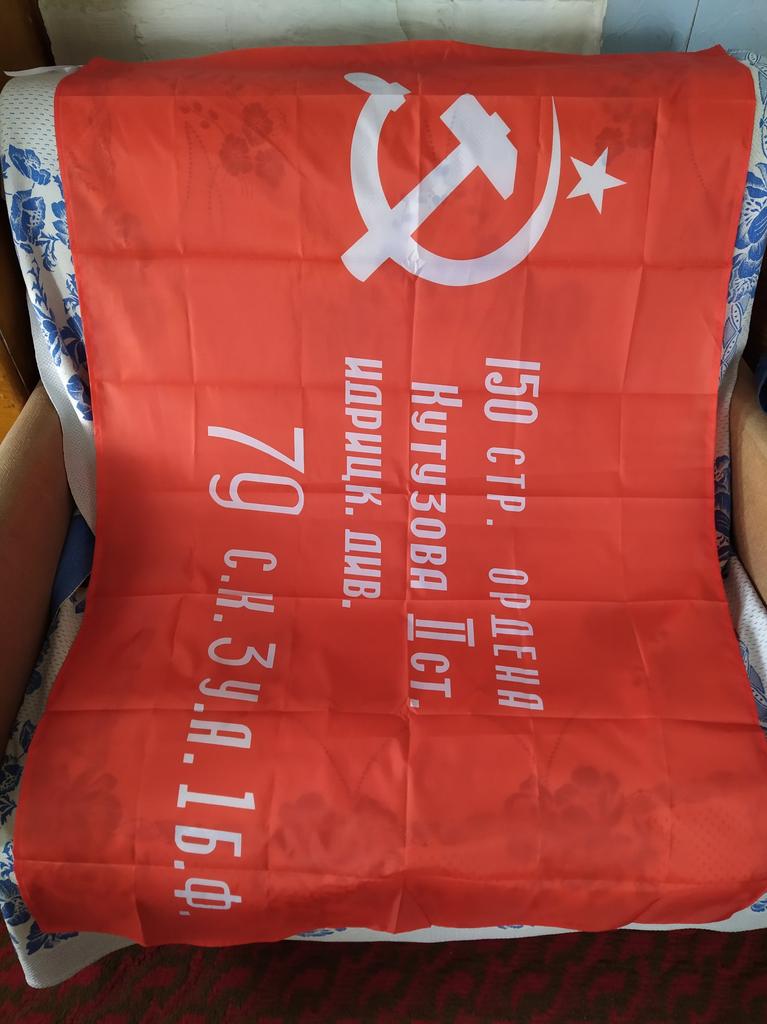 150 СТР. ОРДЕНА
КУТУЗОВА II СТ.
ИДРИЦК. ДИВ.
79 С.К. 3 У.А. 1 Б.Ф.